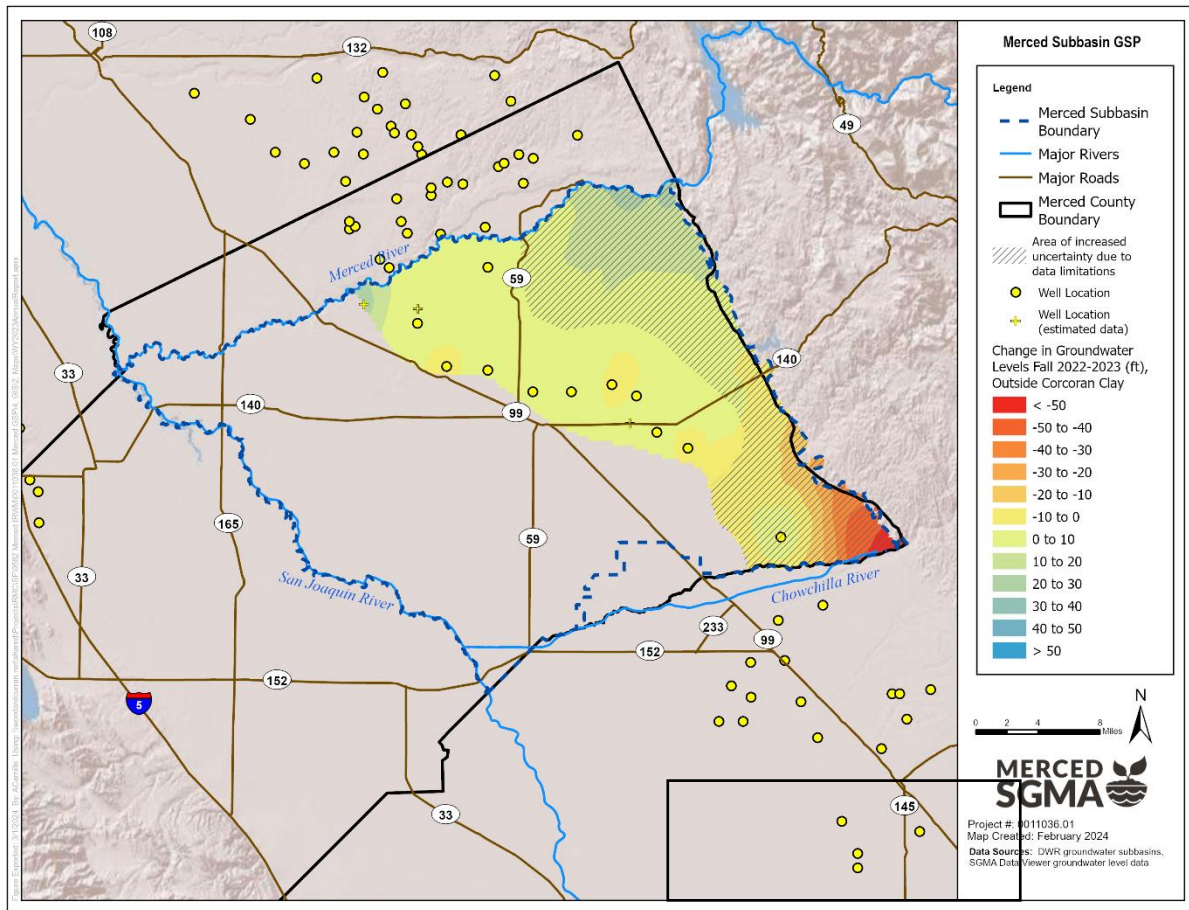 108
132
49
Merced River
59
33
140
140
99
165
59
San Joaquin River
Chowchilla River
33
233
99
152
152
5
33
145
Merced Subbasin GSP
Legend
Merced Subbasin
Boundary
Major Rivers
Major Roads
Merced County
Boundary
Area of increased
uncertainty due to
data limitations
Well Location
Well Location
(estimated data)
Change in Groundwater
Levels Fall 2022-2023 (ft),
Outside Corcoran Clay
< -50
-50 to -40
-40 to -30
-30 to -20
-20 to -10
-10 to 0
0 to 10
10 to 20
20 to 30
30 to 40
40 to 50
> 50
N
0 2 4 8
Miles
MERCED
SGMA
Project #: 0011036.01
Map Created: February 2024
Data Sources: DWR groundwater subbasins,
SGMA Data Viewer groundwater level data